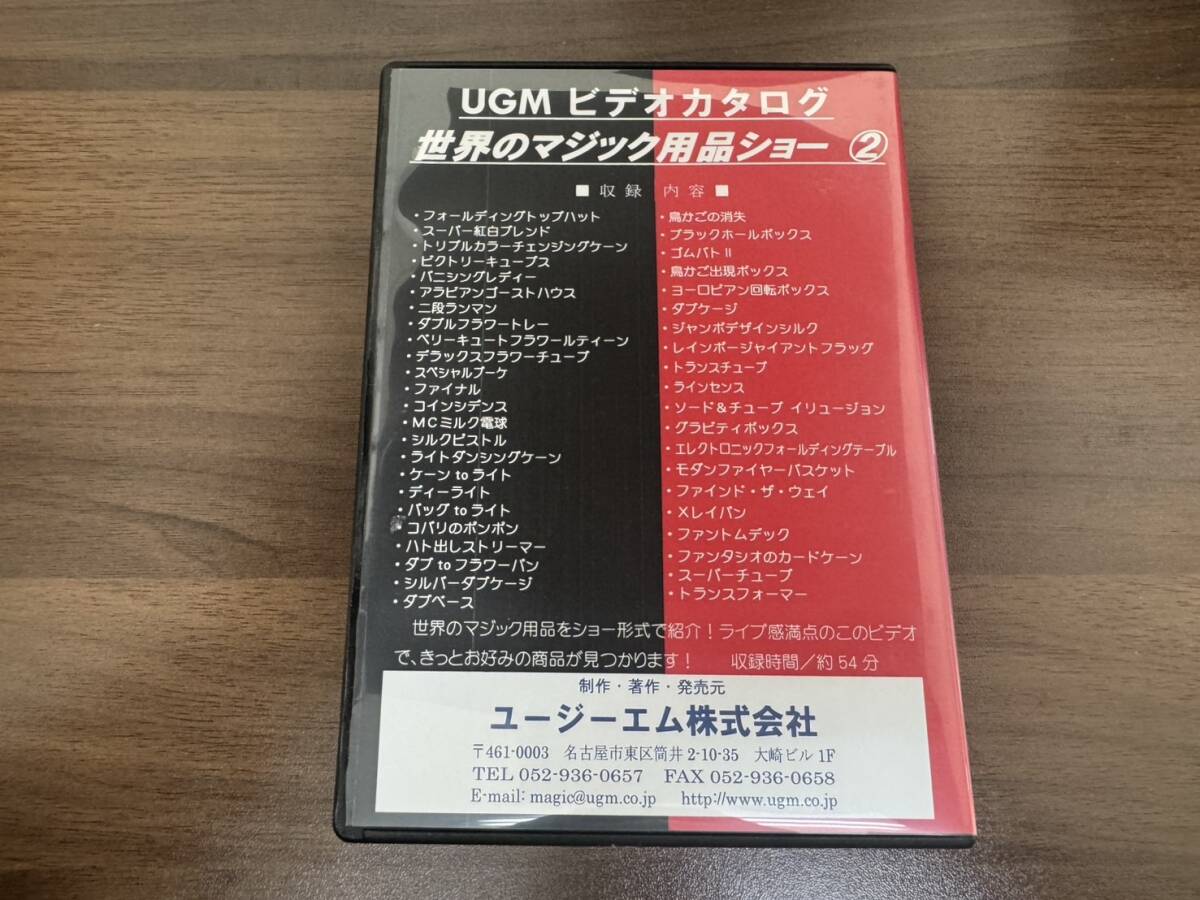 UGM ビデオカタログ
世界のマジック用品ショー ②
■ 収録 内容 ■
・フォールディングトップハット
・スーパー紅白ブレンド
・トリプルカラーチェンジングケーン
・ビクトリーキューブス
・バニシングレディー
・アラビアンゴーストハウス
・二段ランマン
・ダブルフラワートレー
・ベリーキュートフラワールティーン
・デラックスフラワーチューブ
・スペシャルブーケ
・ファイナル
・コインシデンス
・MCミルク電球
・シルクピストル
・ライトダンシングケーン
・ケーン to ライト
・ディーライト
・バッグ to ライト
・コバリのポンポン
・ハト出しストリーマー
・ダブ to フラワーパン
・シルバーダブケージ
・ダブベース
・鳥かごの消失
・ブラックホールボックス
・ゴムバトⅡ
・鳥かご出現ボックス
・ヨーロピアン回転ボックス
・ダブケージ
・ジャンボデザインシルク
・レインボージャイアントフラッグ
・トランスチューブ
・ラインセンス
・ソード&チューブ イリュージョン
・グラビティボックス
・エレクトロニックフォールディングテーブル
・モダンファイヤーバスケット
・ファインド・ザ・ウェイ
・Xレイバン
・ファントムデック
・ファンタシオのカードケーン
・スーパーチューブ
・トランスフォーマー
世界のマジック用品をショー形式で紹介!ライブ感満点のこのビデオ
で、きっとお好みの商品が見つかります! 収録時間/約54分
制作・著作・発売元
ユージーエム株式会社
〒461-0003 名古屋市東区筒井 2-10-35 大崎ビル 1F
TEL 052-936-0657 FAX 052-936-0658
E-mail: magic@ugm.co.jp http://www.ugm.co.jp